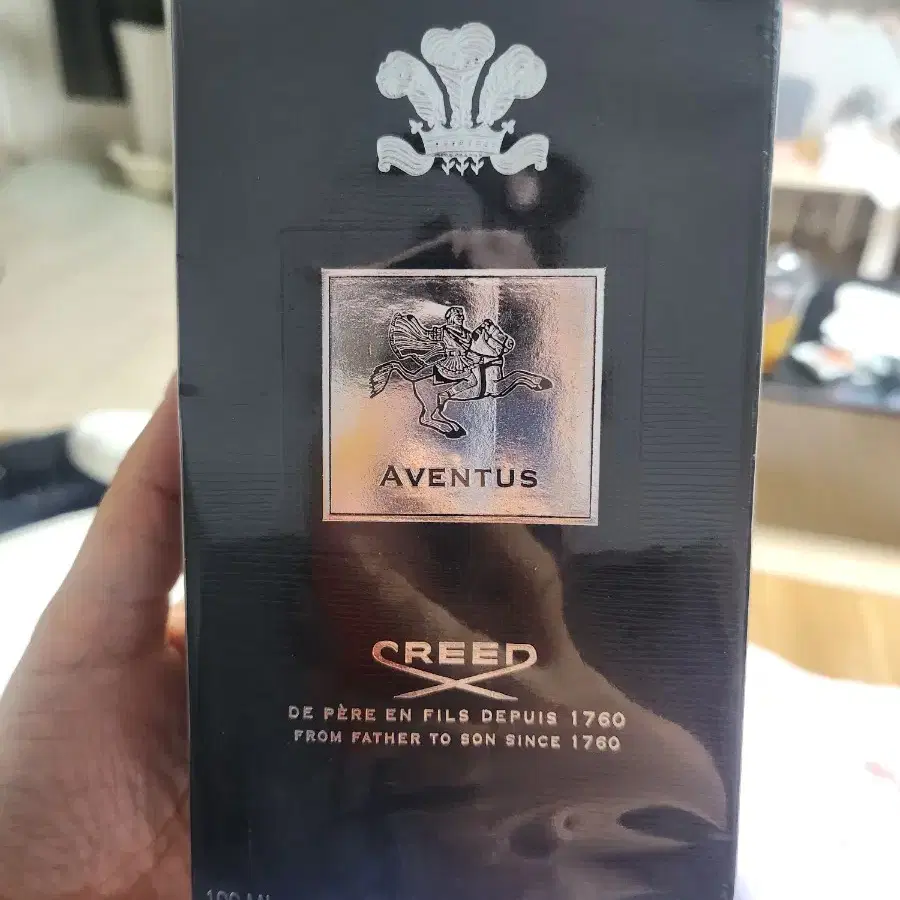 AVENTUS
CREED
DE PÈRE EN FILS DEPUIS 1760
FROM FATHER TO SON SINCE 1760